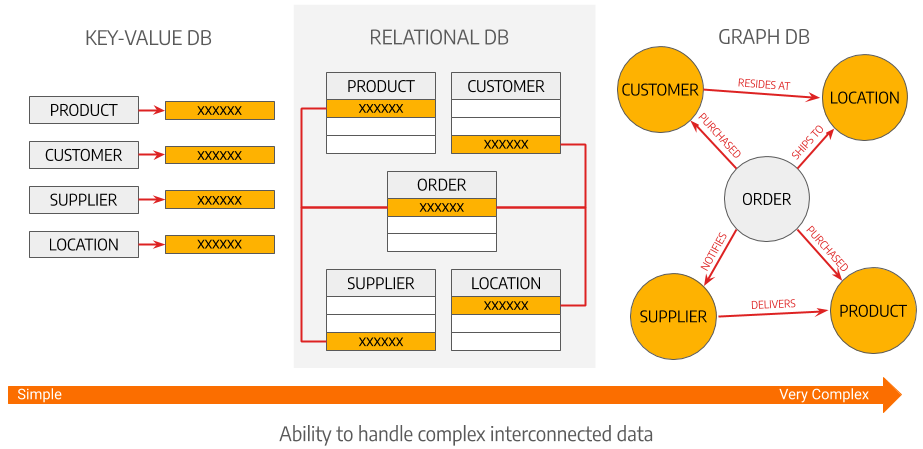 KEY-VALUE DB
PRODUCT
XXXXXX
CUSTOMER
XXXXXX
SUPPLIER
XXXXXX
LOCATION
XXXXXX
RELATIONAL DB
PRODUCT
XXXXXX
CUSTOMER
XXXXXX
ORDER
XXXXXX
SUPPLIER
XXXXXX
LOCATION
XXXXXX
GRAPH DB
CUSTOMER
RESIDES AT
LOCATION
PURCHASED
SHIPS TO
ORDER
NOTIFIES
PURCHASED
SUPPLIER
DELIVERS
PRODUCT
Simple
Very Complex
Ability to handle complex interconnected data